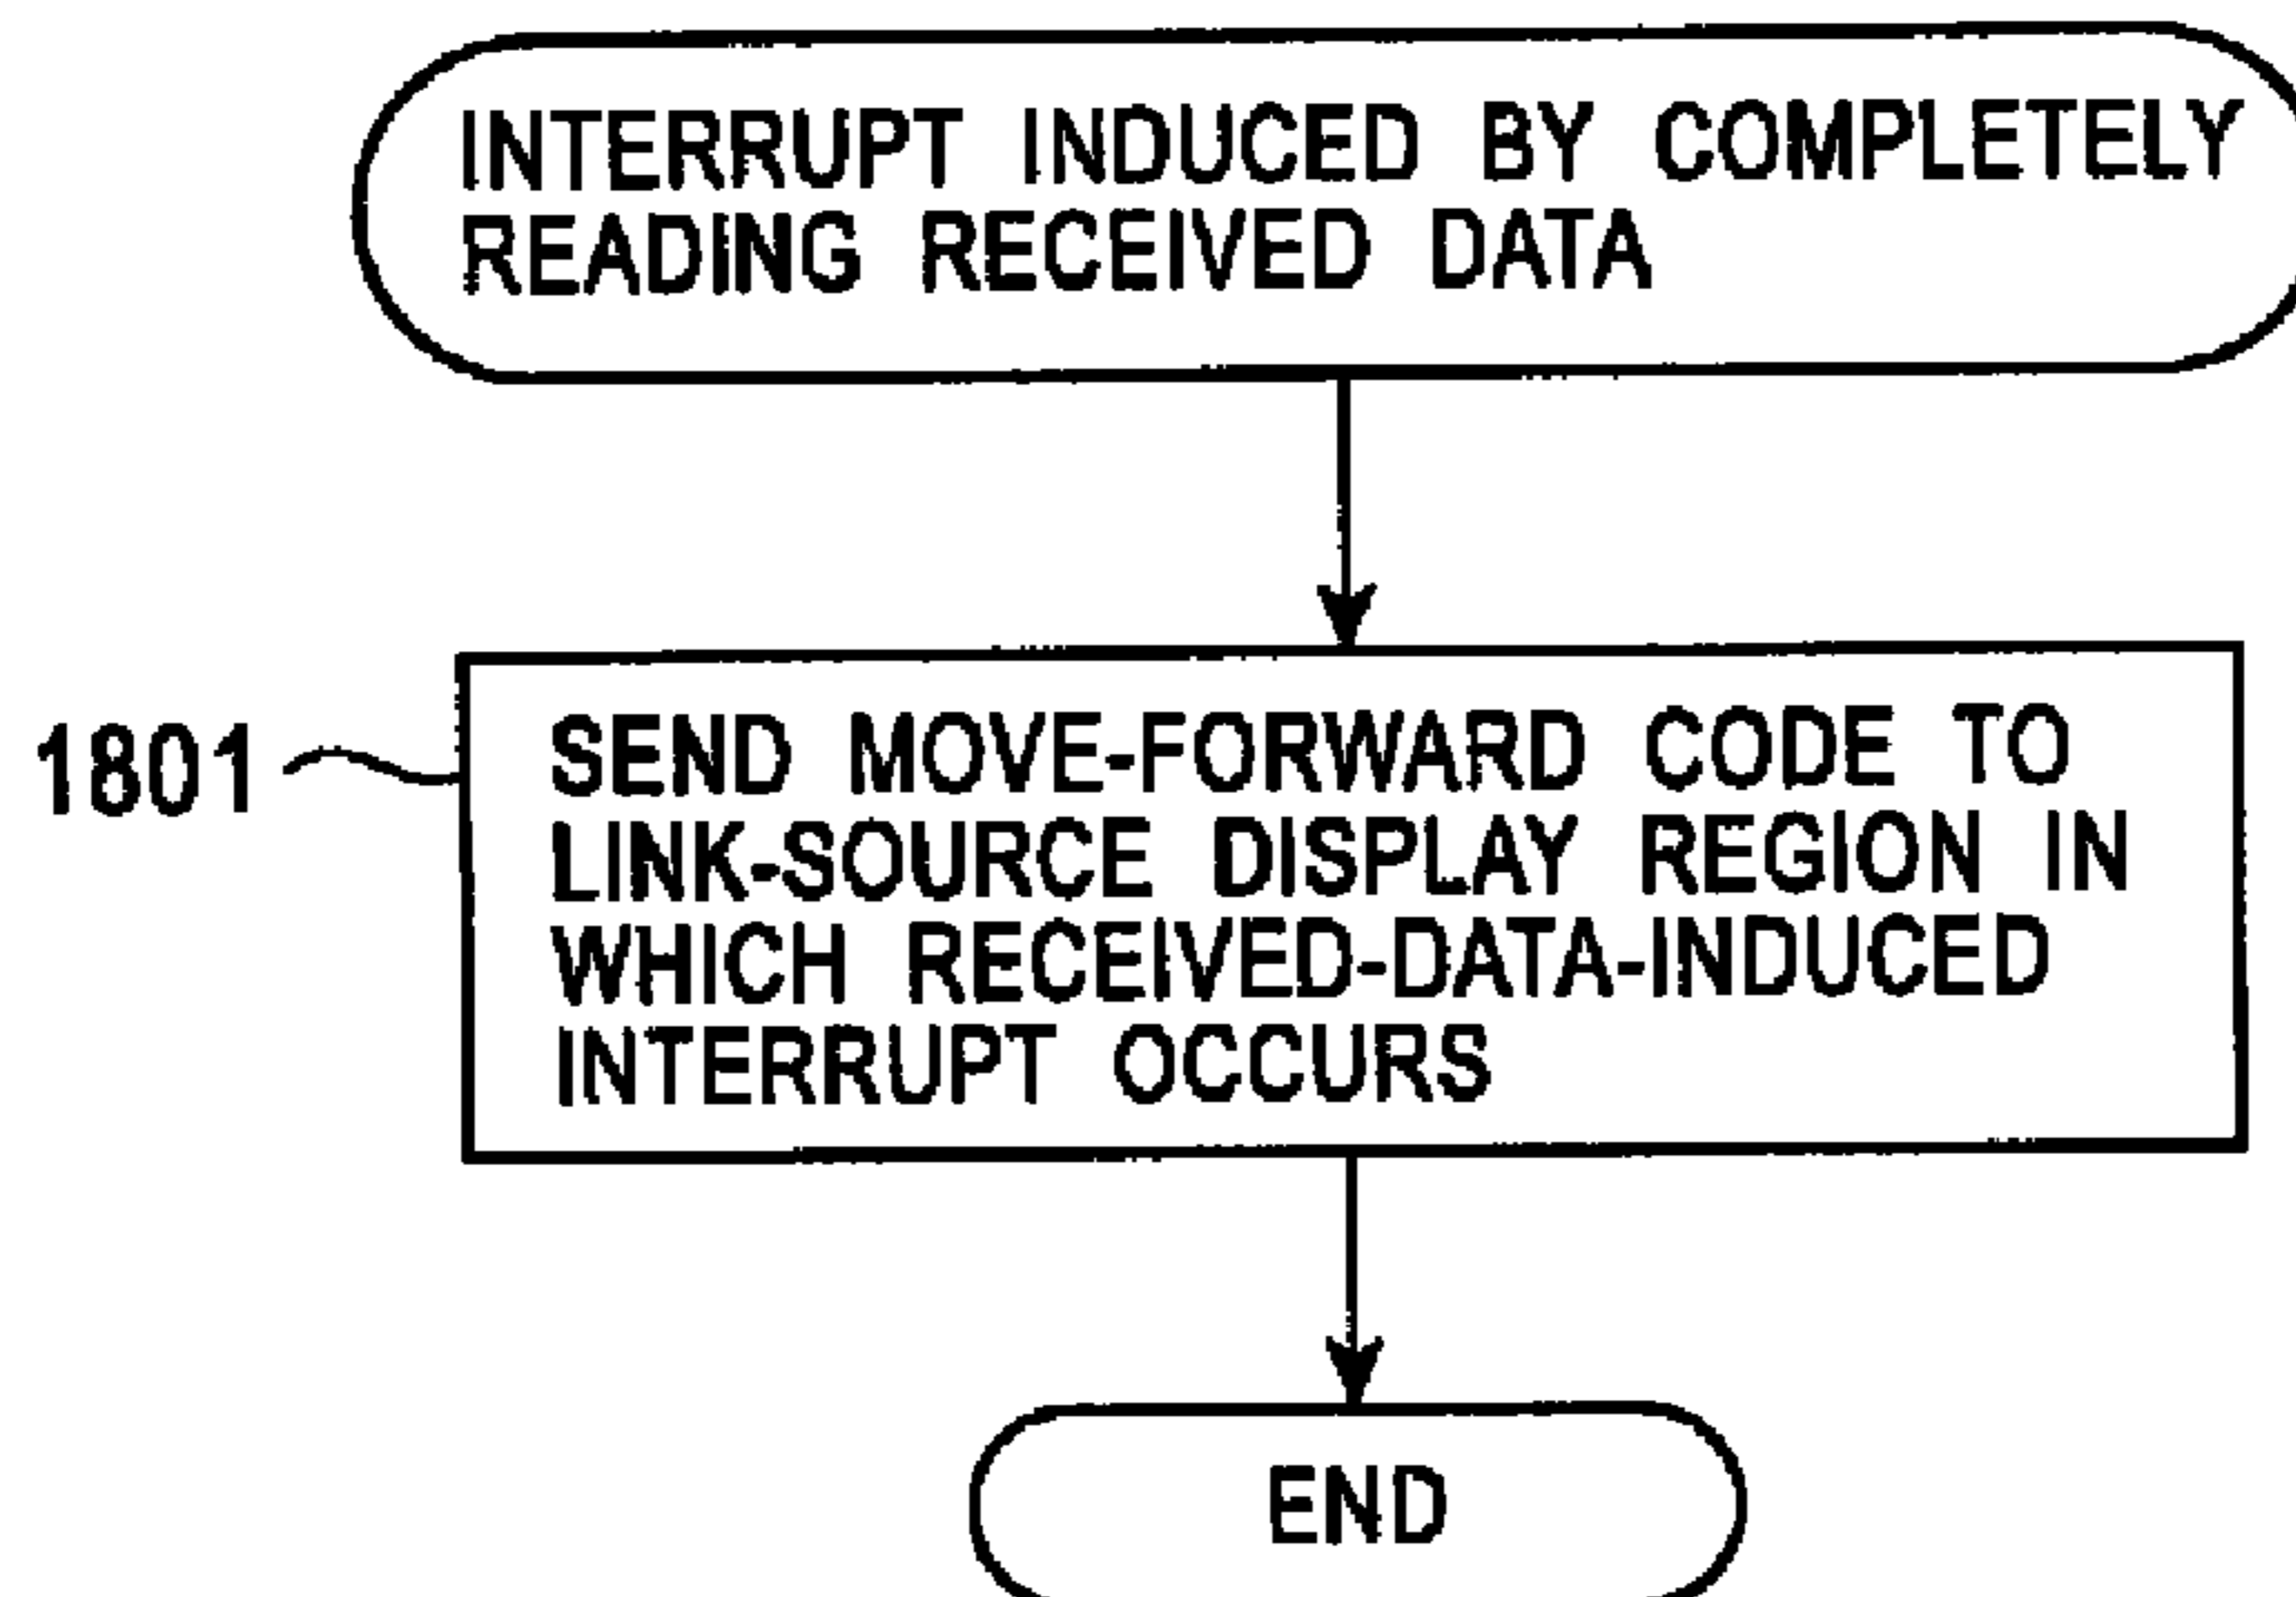 INTERRUPT INDUCED BY COMPLETELY
READING RECEIVED DATA
1801
SEND MOVE-FORWARD CODE TO
LINK-SOURCE DISPLAY REGION IN
WHICH RECEIVED-DATA-INDUCED
INTERRUPT OCCURS
END